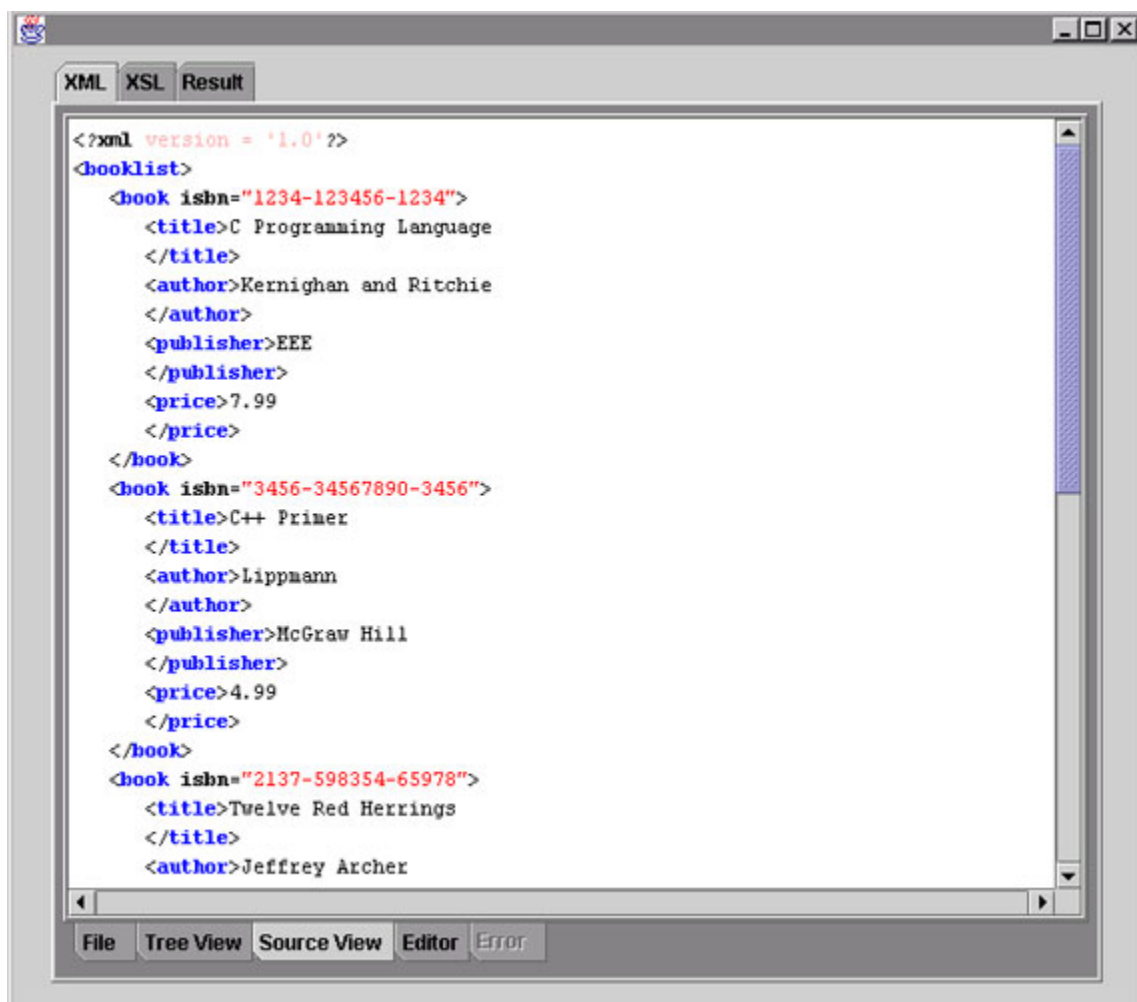 XML XSL Result
<?xml version = '1.0'?>
<booklist>
   <book isbn="1234-123456-1234">
      <title>C Programming Language
      </title>
      <author>Kernighan and Ritchie
      </author>
      <publisher>EEE
      </publisher>
      <price>7.99
      </price>
   </book>
   <book isbn="3456-34567890-3456">
      <title>C++ Primer
      </title>
      <author>Lippmann
      </author>
      <publisher>McGraw Hill
      </publisher>
      <price>4.99
      </price>
   </book>
   <book isbn="2137-598354-65978">
      <title>Twelve Red Herrings
      </title>
      <author>Jeffrey Archer
File Tree View Source View Editor Error